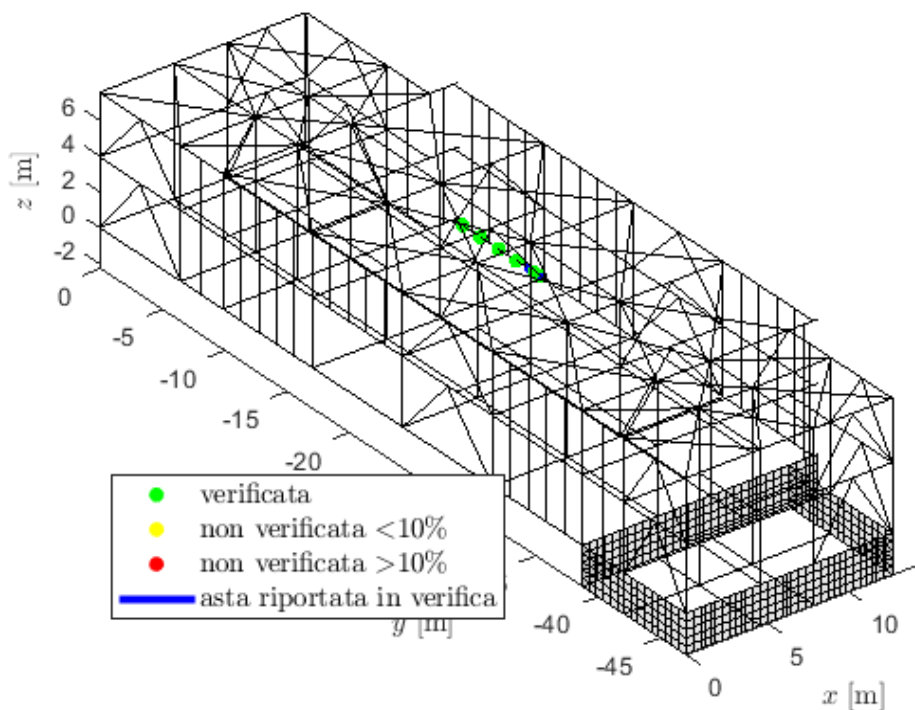 6
4
2
0
-2
z [m]
0
-5
-10
-15
-20
verificata
non verificata <10%
non verificata >10%
asta riportata in verifica
y [m]
-40
-45
0
5
10
x [m]